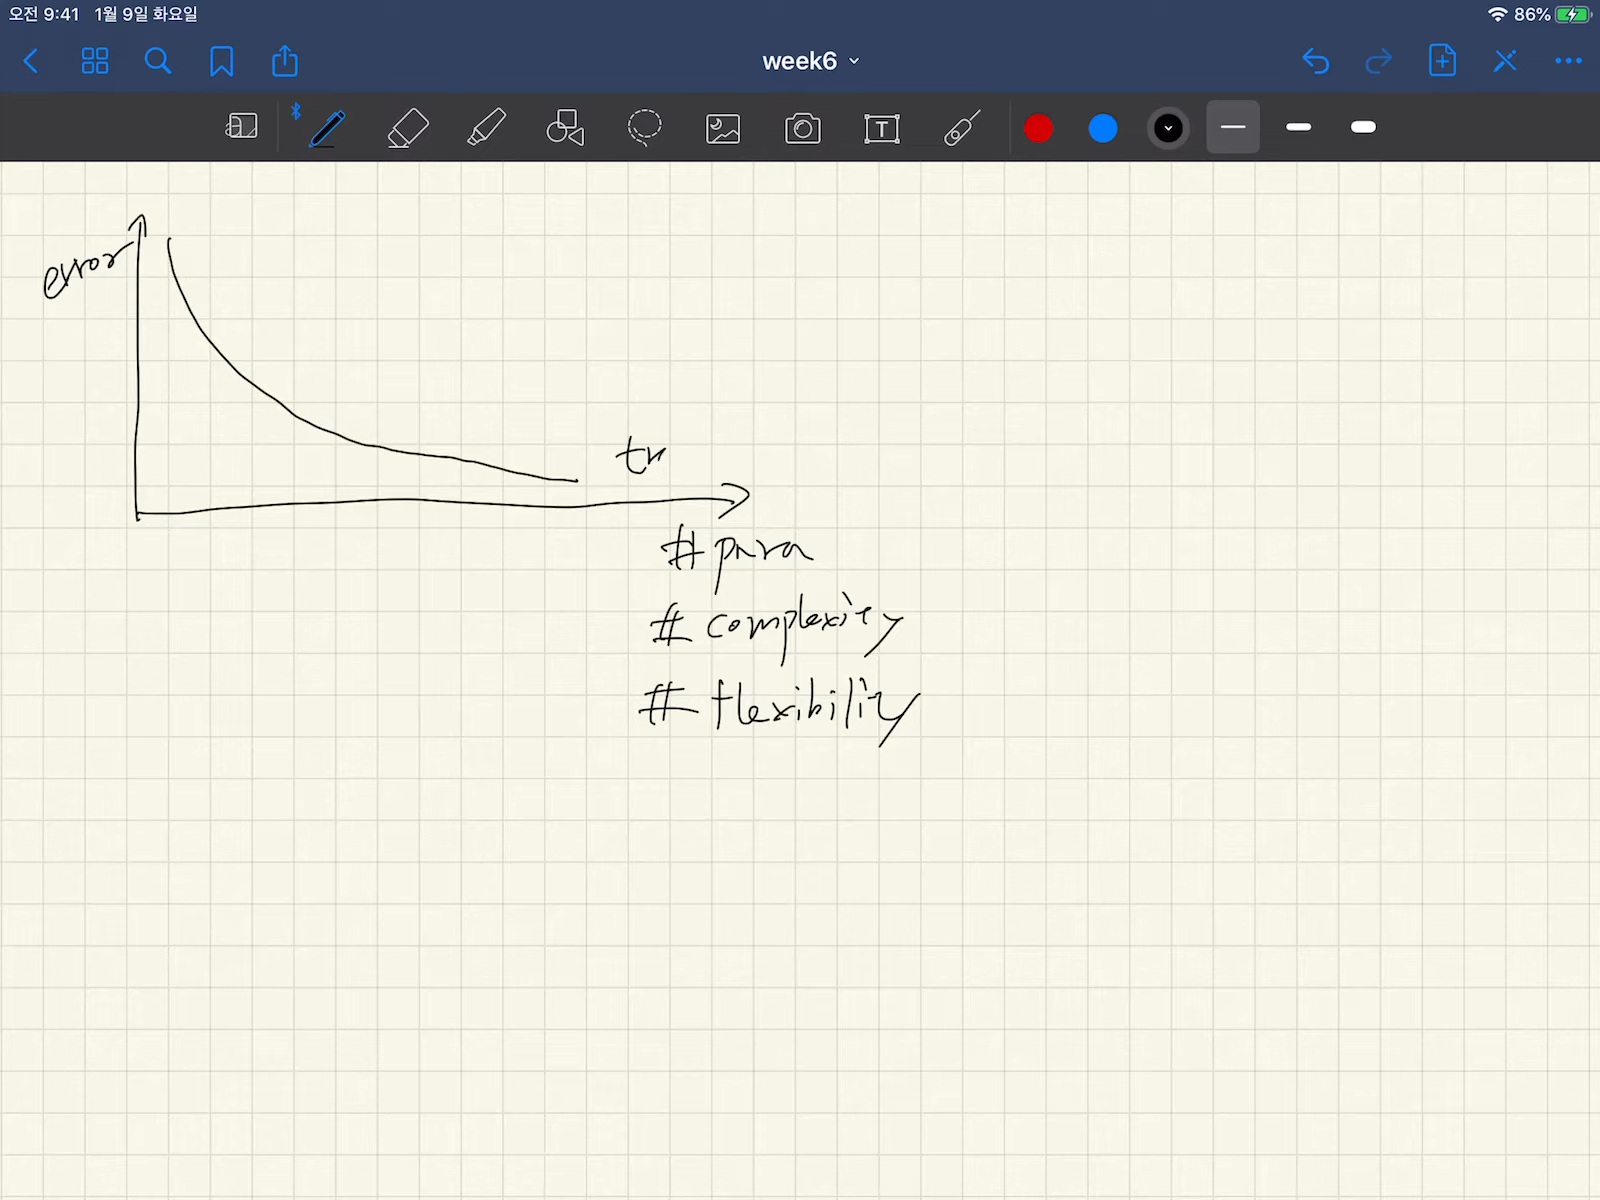 오전 9:41 1월 9일 화요일 86%
week6
T
error
tr
# para
# complexity
# flexibility